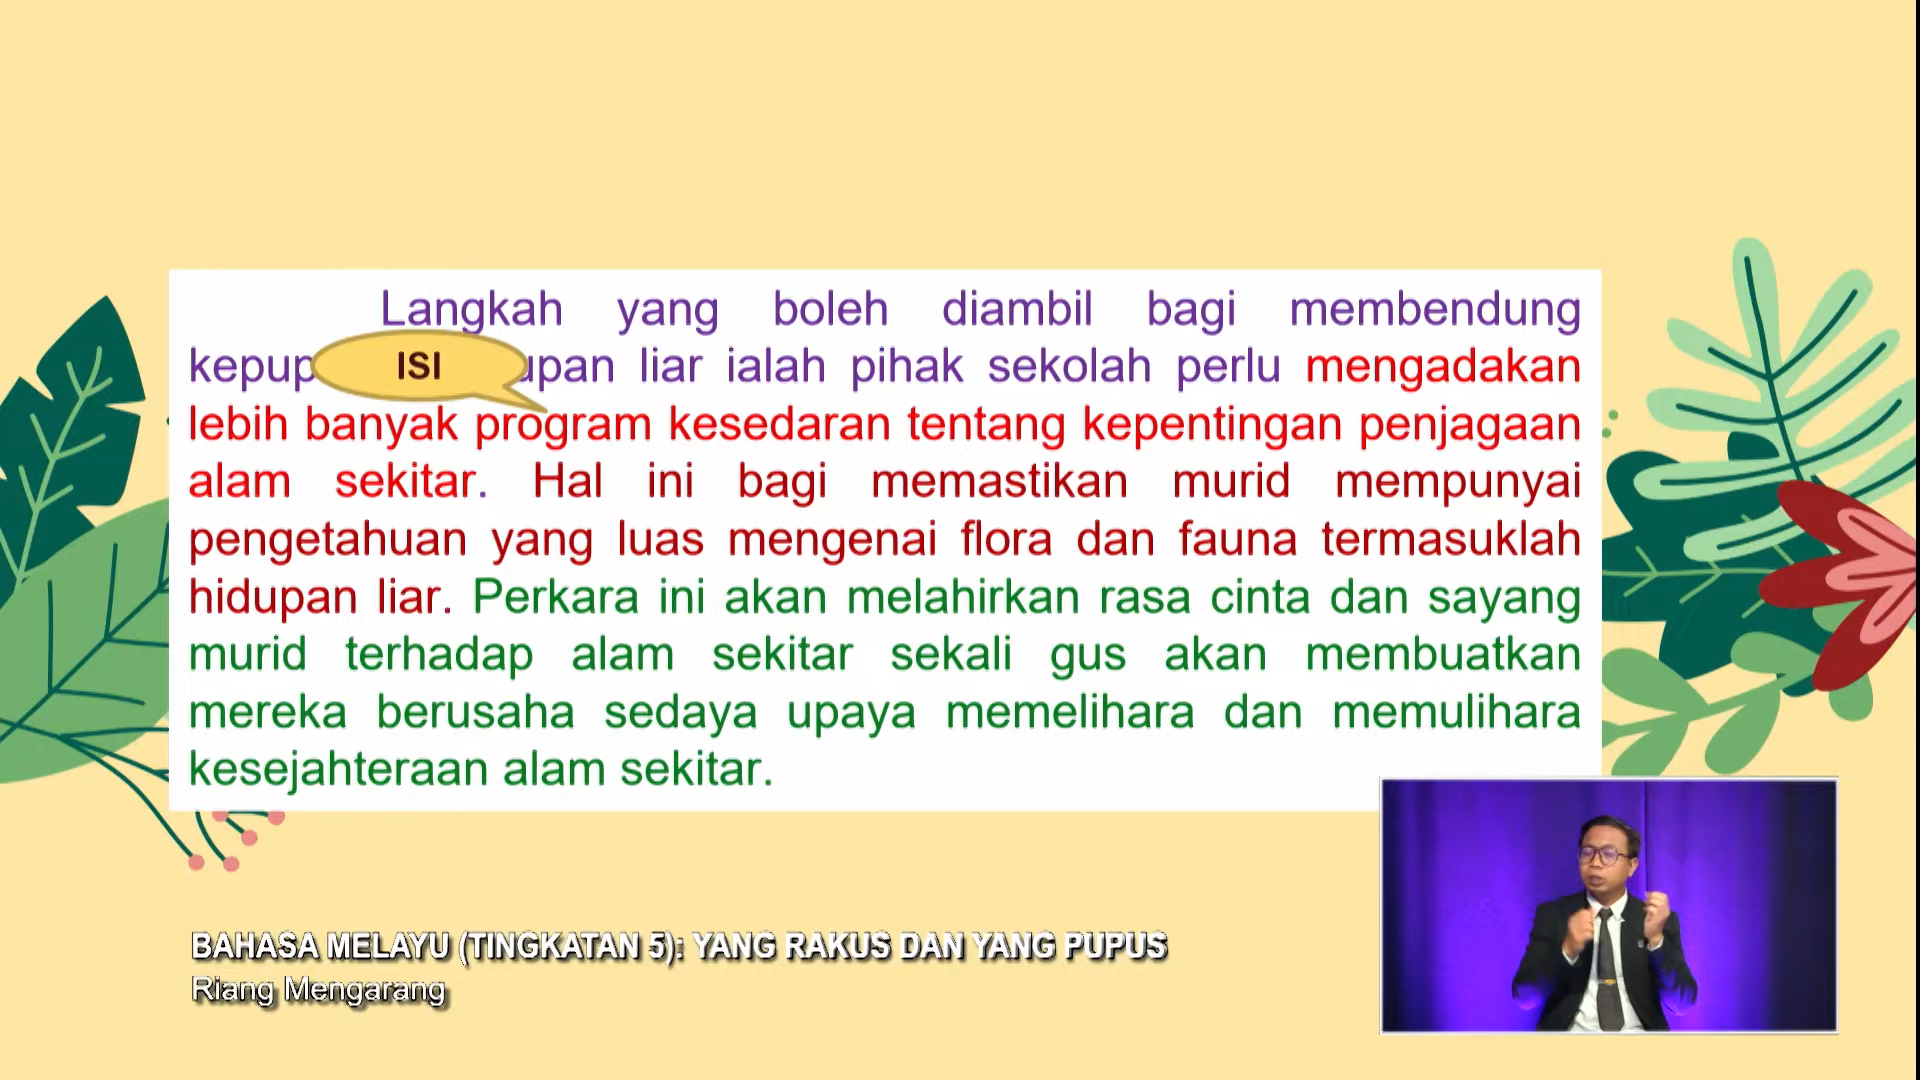 Langkah yang boleh diambil bagi membendung
liar ialah pihak sekolah perlu mengadakan
ISI
lebih banyak program kesedaran tentang kepentingan penjagaan
alam sekitar. Hal ini bagi memastikan murid mempunyai
pengetahuan yang luas mengenai flora dan fauna termasuklah
hidupan liar. Perkara ini akan melahirkan rasa cinta dan sayang
murid terhadap alam sekitar sekali gus akan membuatkan
mereka berusaha sedaya upaya memelihara dan memulihara
kesejahteraan alam sekitar.
BAHASA MELAYU (TINGKATAN 5): YANG RAKUS DAN YANG PUPUS
Riang Mengarang